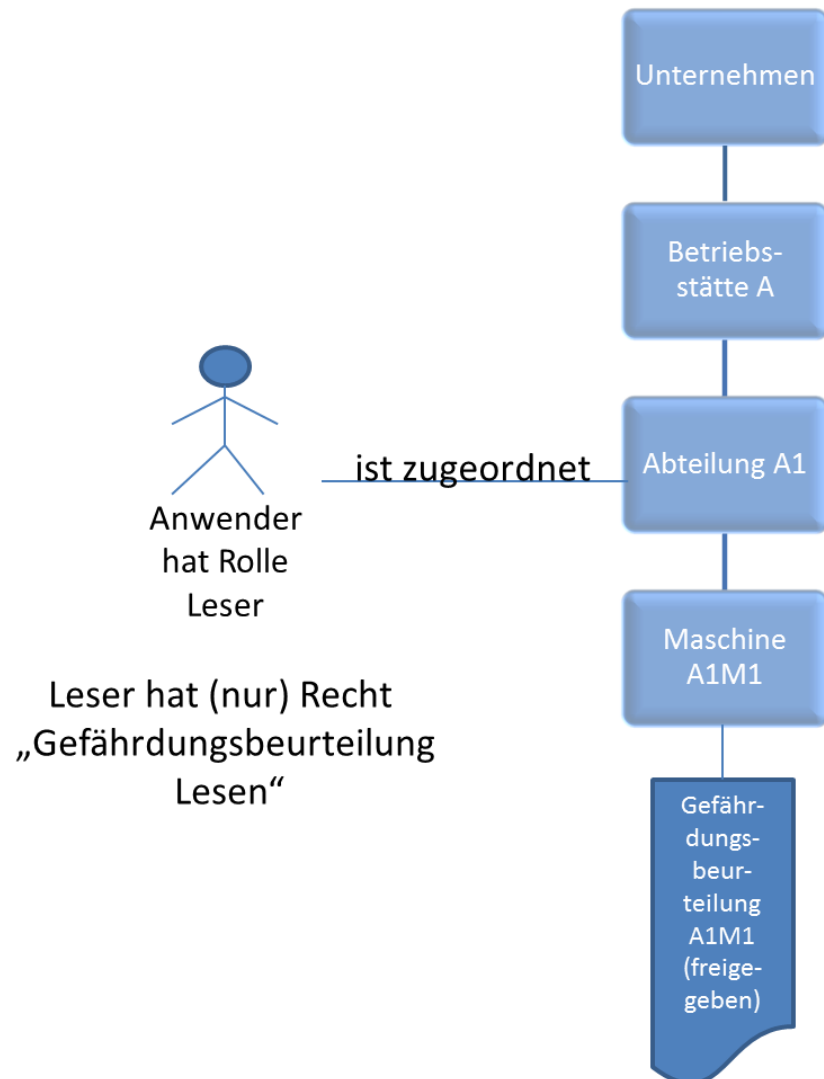 Unternehmen
Betriebs-
stätte A
Abteilung A1
ist zugeordnet
Anwender
hat Rolle
Leser
Maschine
A1M1
Leser hat (nur) Recht
„Gefährdungsbeurteilung
Lesen“
Gefähr-
dungs-
beur-
teilung
A1M1
(freige-
geben)